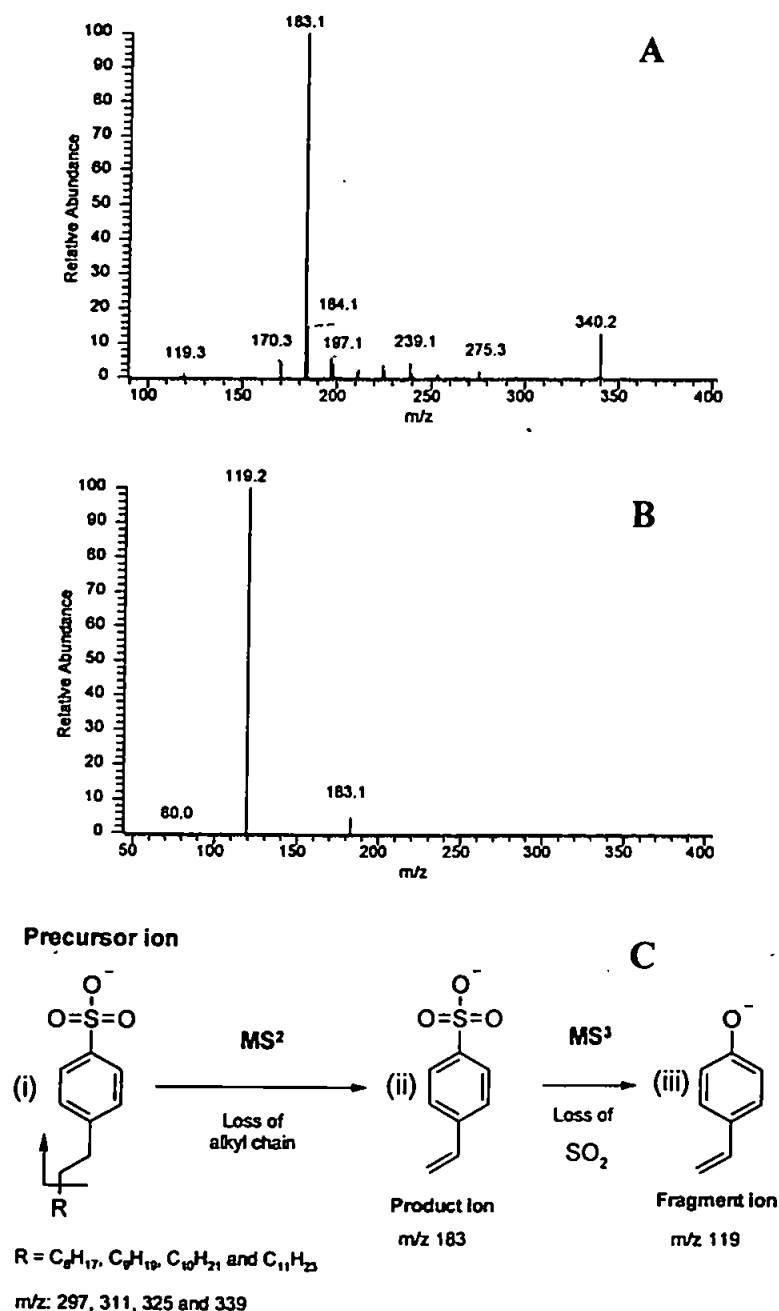 A
183.1
184.1
119.3 170.3 197.1 239.1 275.3 340.2
100
90
80
70
60
50
40
30
20
10
0
Relative Abundance
100 150 200 250 300 350 400
m/z
B
119.2
60.0 183.1
100
90
80
70
60
50
40
30
20
10
0
Relative Abundance
50 100 150 200 250 300 350 400
m/z
C
Precursor ion
O⁻
O=S=O
(i)
R
MS²
Loss of
alkyl chain
O⁻
O=S=O
(ii)
Product ion
m/z 183
MS³
Loss of
SO₂
O⁻
(iii)
Fragment ion
m/z 119
R = C₈H₁₇, C₉H₁₉, C₁₀H₂₁ and C₁₁H₂₃
m/z: 297, 311, 325 and 339